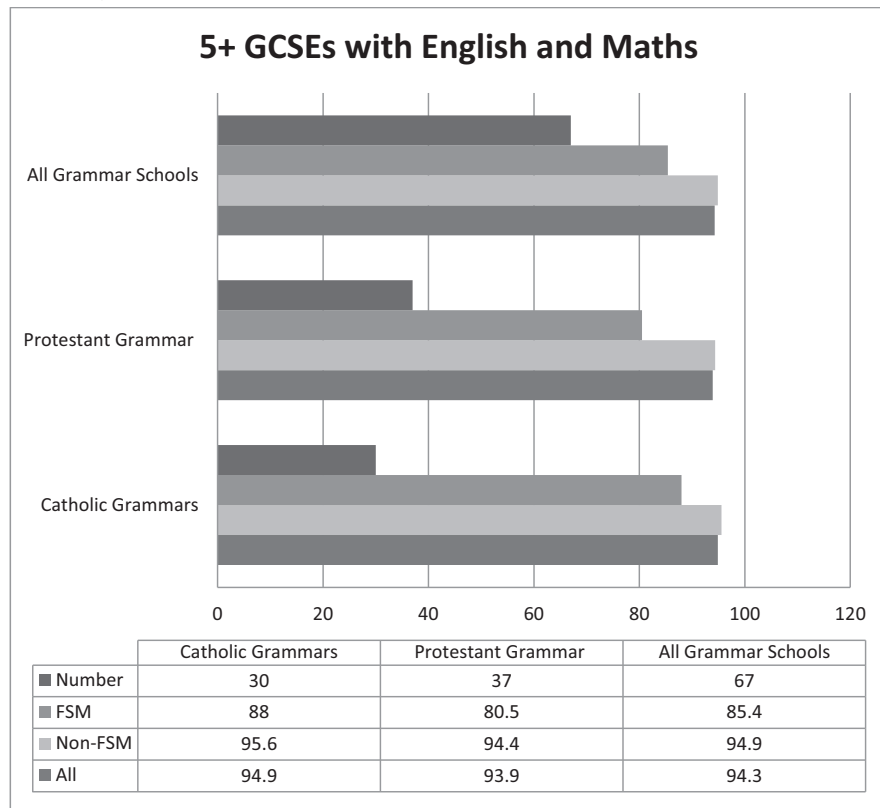 5+ GCSEs with English and Maths
All Grammar Schools
Protestant Grammar
Catholic Grammars
0 20 40 60 80 100 120
Catholic Grammars Protestant Grammar All Grammar Schools
Number 30 37 67
FSM 88 80.5 85.4
Non-FSM 95.6 94.4 94.9
All 94.9 93.9 94.3